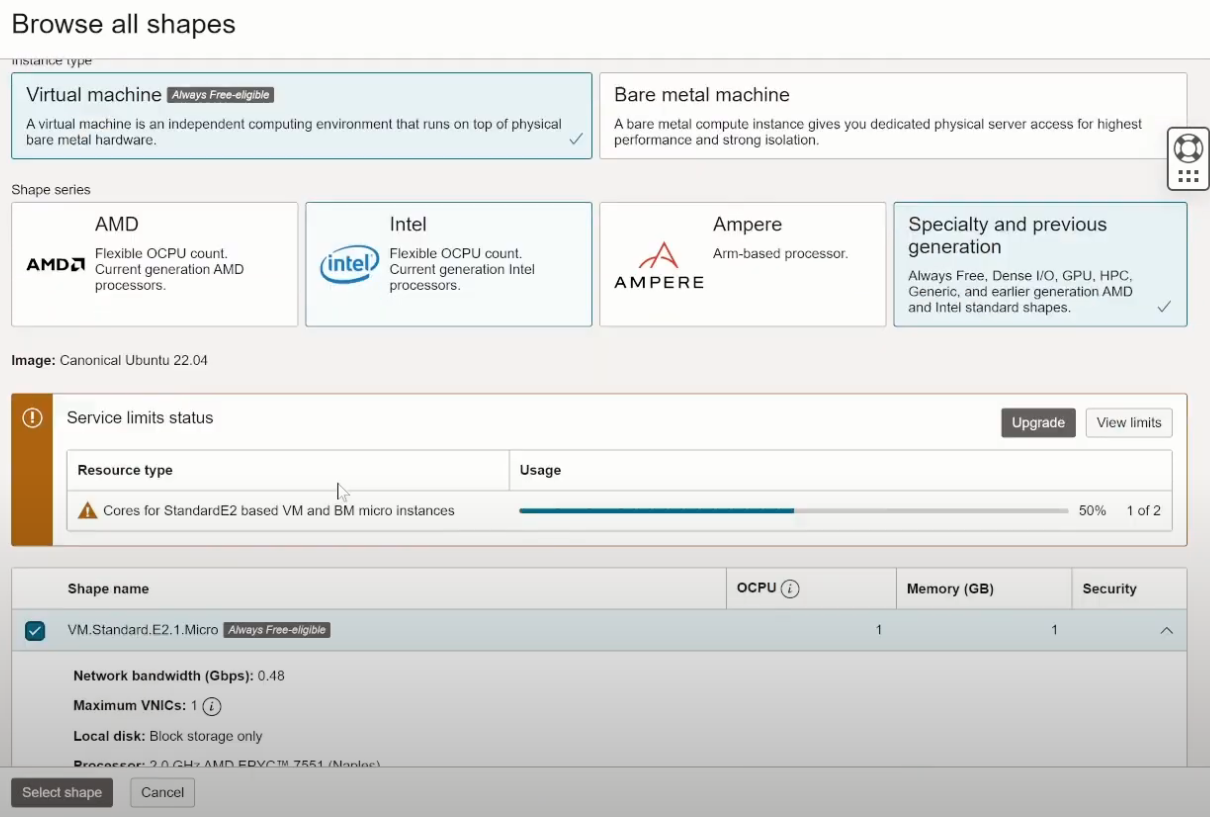 Browse all shapes
Instance type
Virtual machine Always Free-eligible
A virtual machine is an independent computing environment that runs on top of physical
bare metal hardware.
Bare metal machine
A bare metal compute instance gives you dedicated physical server access for highest
performance and strong isolation.
Shape series
AMD
AMD
Flexible OCPU count.
Current generation AMD
processors.
intel
Intel
Flexible OCPU count.
Current generation Intel
processors.
AMPERE
Ampere
Arm-based processor.
Specialty and previous
generation
Always Free, Dense I/O, GPU, HPC,
Generic, and earlier generation AMD
and Intel standard shapes.
Image: Canonical Ubuntu 22.04
Service limits status
Upgrade
View limits
Resource type Usage
Cores for StandardE2 based VM and BM micro instances 50% 1 of 2
Shape name OCPU Memory (GB) Security
VM.Standard.E2.1.Micro Always Free-eligible 1 1
Network bandwidth (Gbps): 0.48
Maximum VNICs: 1
Local disk: Block storage only
Processor: 2.0 GHz AMD EPYC™ 7551 (Naples)
Select shape
Cancel